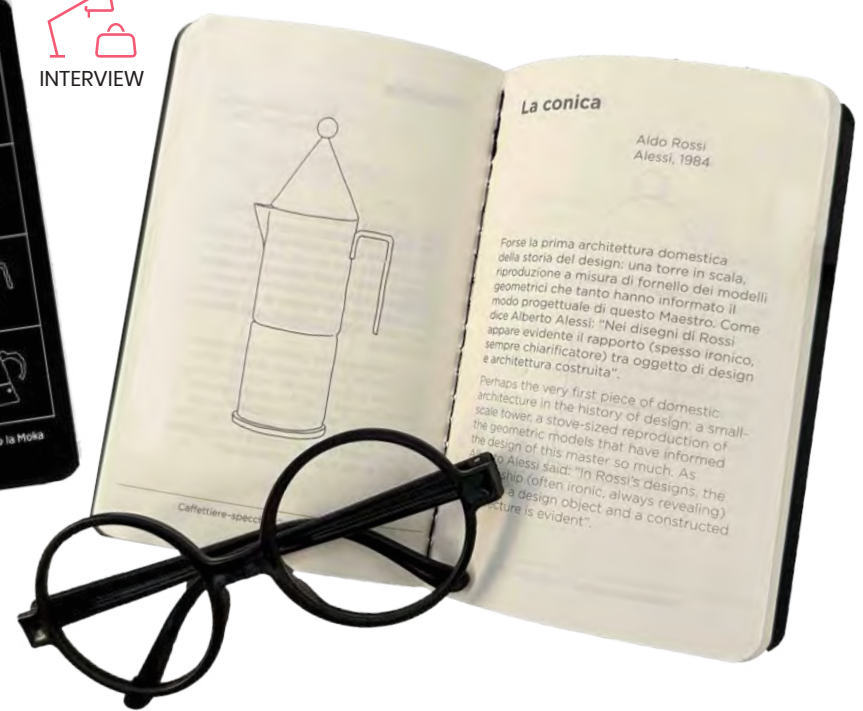 INTERVIEW
o la Moka
Caffettiere-specc
La conica
Aldo Rossi
Alessi, 1984
Forse la prima architettura domestica
della storia del design: una torre in scala,
riproduzione a misura di fornello dei modelli
geometrici che tanto hanno informato il
modo progettuale di questo Maestro. Come
dice Alberto Alessi: "Nei disegni di Rossi
appare evidente il rapporto (spesso ironico,
sempre chiarificatore) tra oggetto di design
e architettura costruita".
Perhaps the very first piece of domestic
architecture in the history of design: a small-
scale tower, a stove-sized reproduction of
the geometric models that have informed
the design of this master so much. As
Alessi said: "In Rossi's designs, the
ship (often ironic, always revealing)
a design object and a constructed
cture is evident".